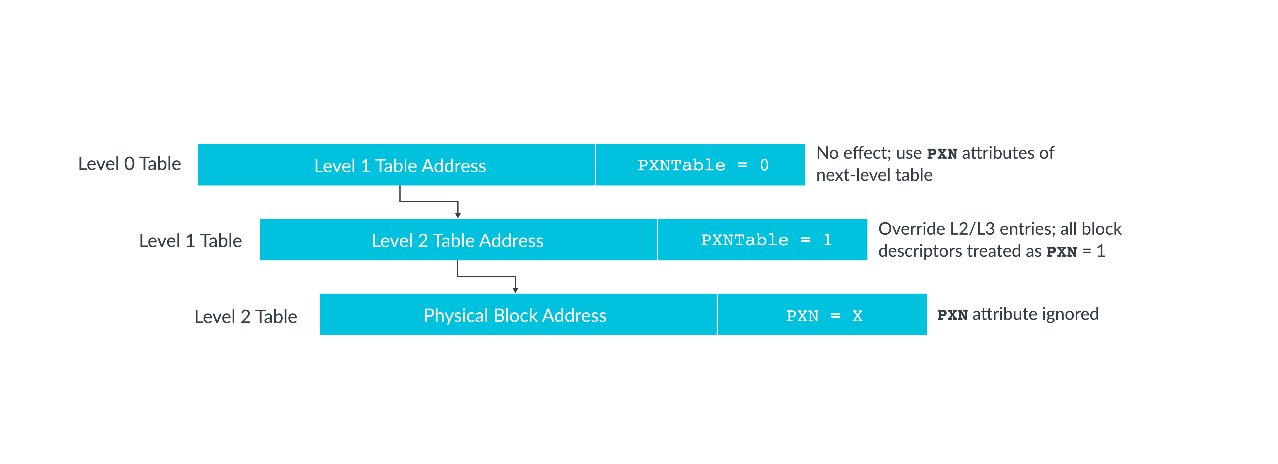 Level 0 Table
Level 1 Table Address
PXNTable = 0
No effect; use PXN attributes of
next-level table
Level 1 Table
Level 2 Table Address
PXNTable = 1
Override L2/L3 entries; all block
descriptors treated as PXN = 1
Level 2 Table
Physical Block Address
PXN = X
PXN attribute ignored